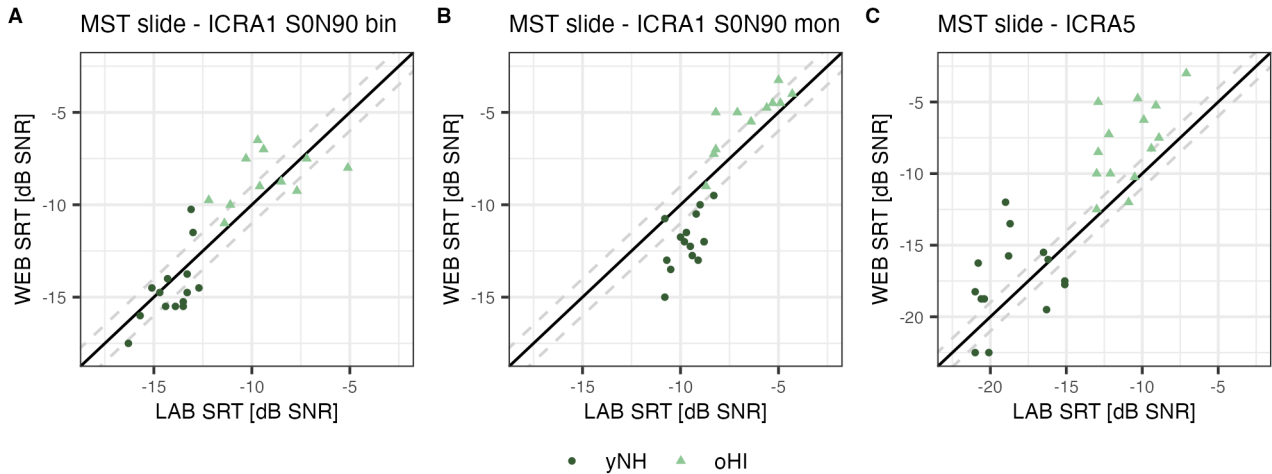 A
MST slide - ICRA1 S0N90 bin
WEB SRT [dB SNR]
-5
-10
-15
-15
-10
-5
LAB SRT [dB SNR]
B
MST slide - ICRA1 S0N90 mon
WEB SRT [dB SNR]
-5
-10
-15
-15
-10
-5
LAB SRT [dB SNR]
C
MST slide - ICRA5
WEB SRT [dB SNR]
-5
-10
-15
-20
-20
-15
-10
-5
LAB SRT [dB SNR]
yNH
oHI